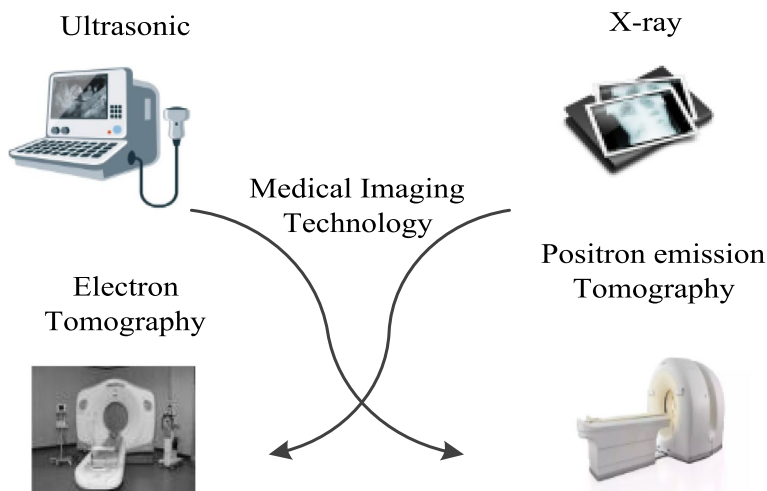 Ultrasonic
X-ray
Medical Imaging
Technology
Electron
Tomography
Positron emission
Tomography